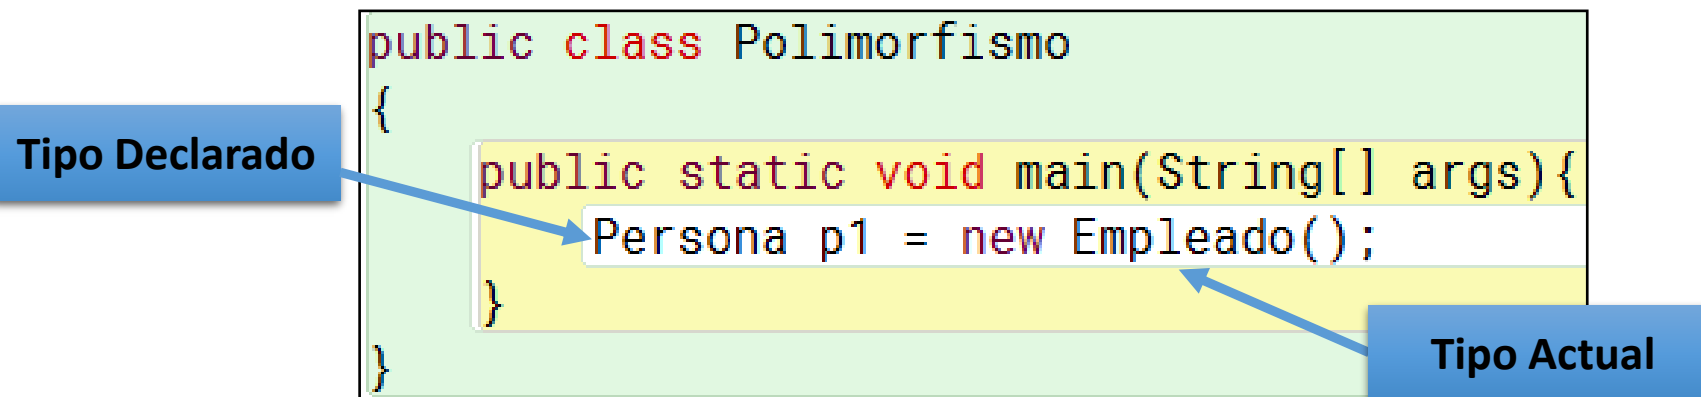 public class Polimorfismo
{
Tipo Declarado
public static void main(String[] args){
Persona p1 = new Empleado();
}
Tipo Actual
}